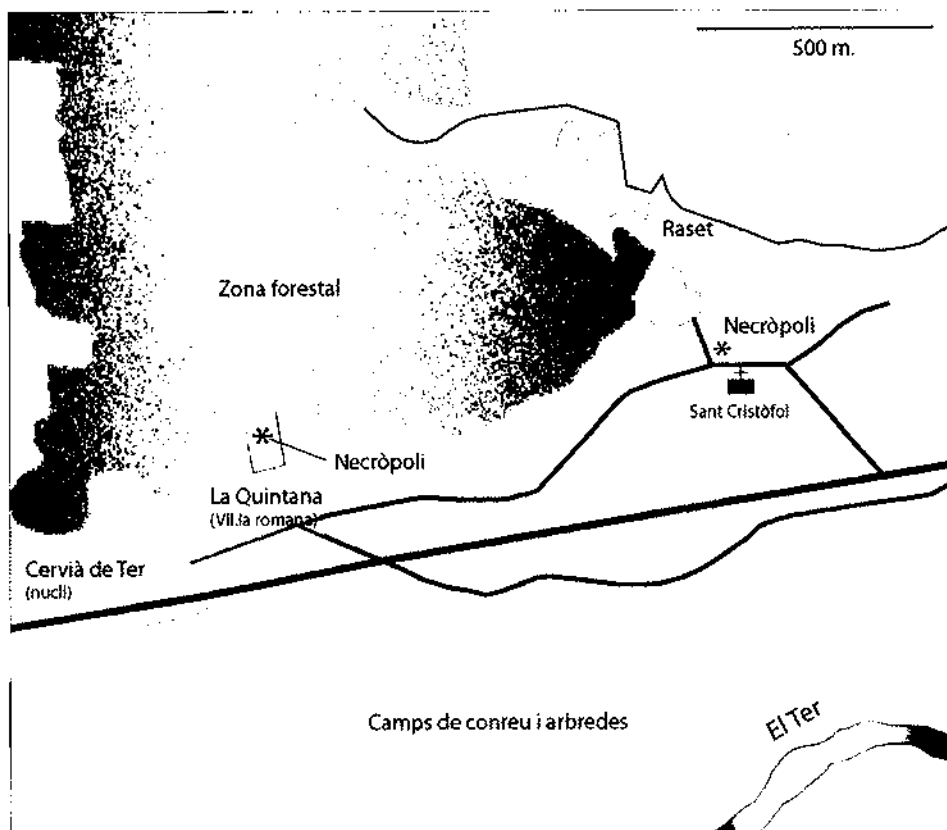 500 m.
Raset
Zona forestal
Necròpoli
Sant Cristòfol
Necròpoli
La Quintana
(Vil.la romana)
Cervià de Ter
(nucli)
Camps de conreu i arbredes
El Ter